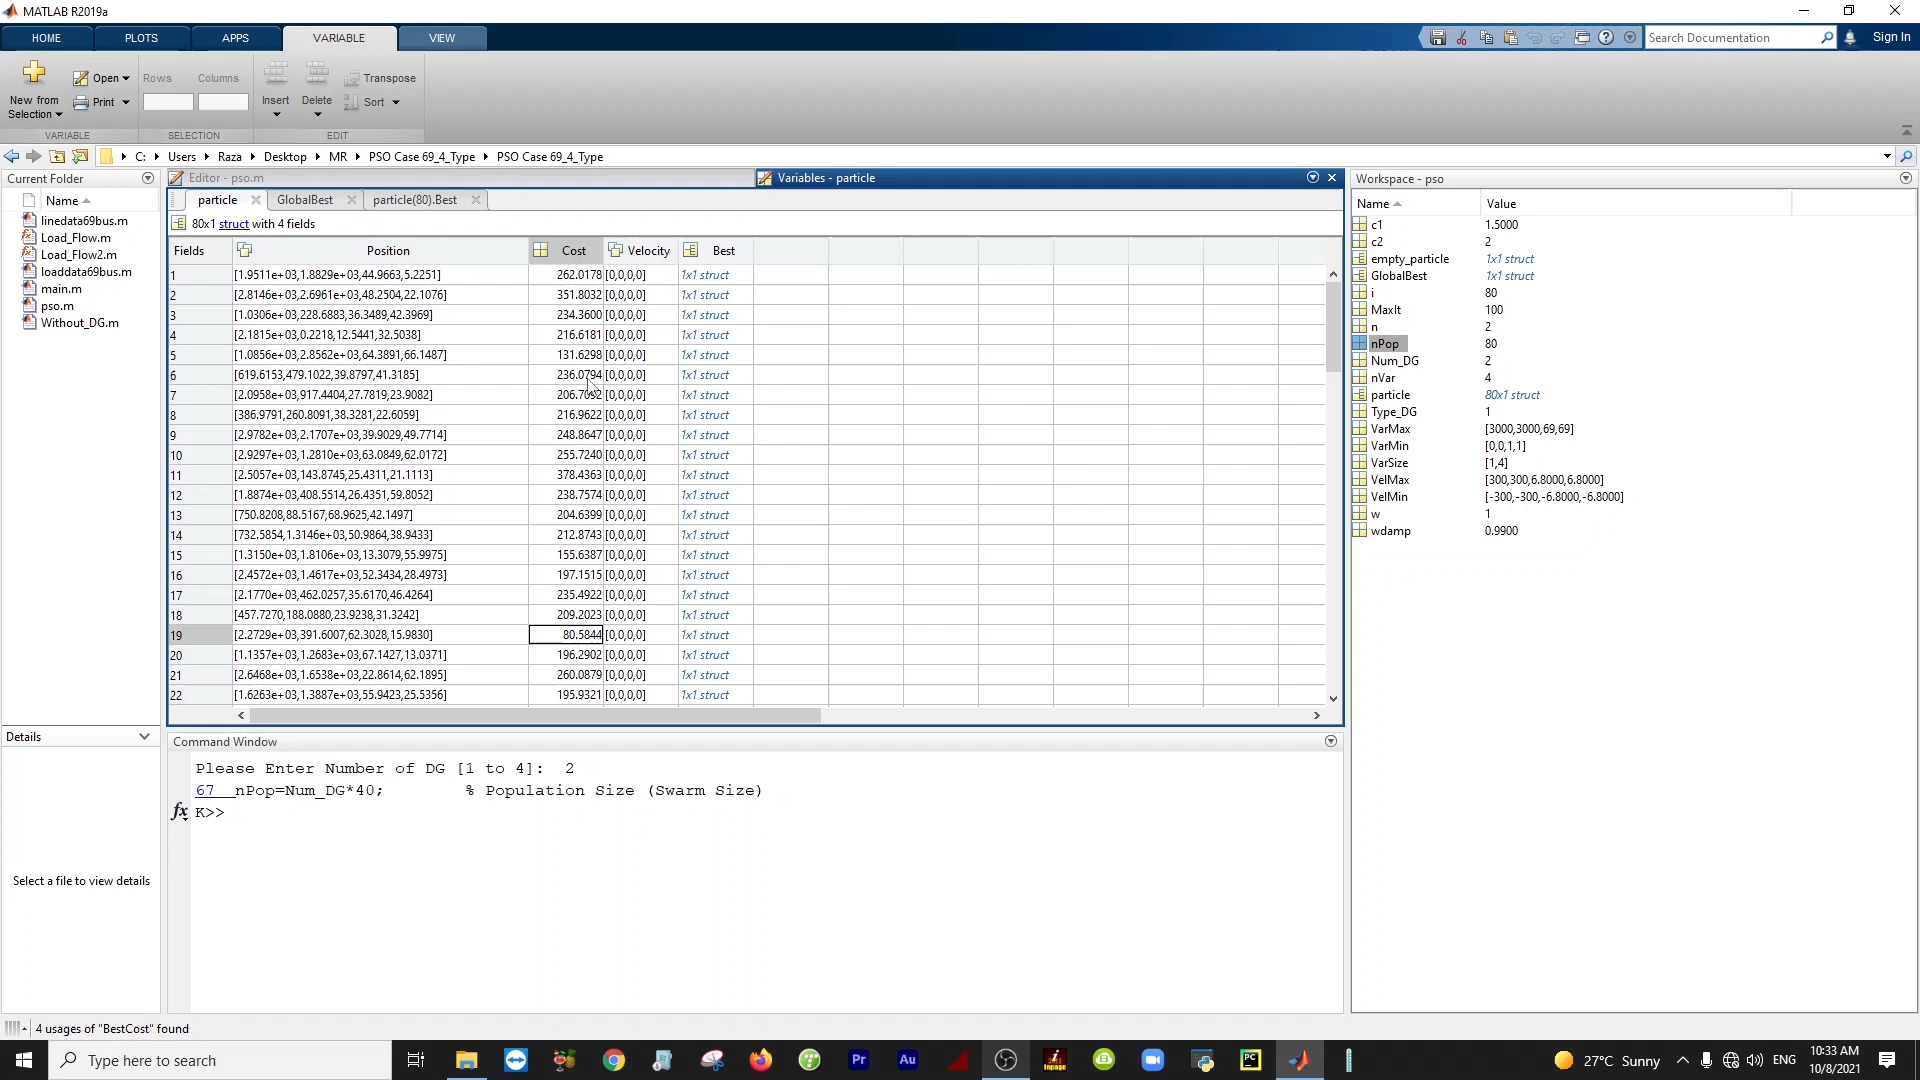 MATLAB R2019a
HOME PLOTS APPS VARIABLE VIEW Search Documentation Sign In
New from Selection Open Print Rows Columns Insert Delete Transpose Sort
VARIABLE SELECTION EDIT
C: Users Raza Desktop MR PSO Case 69_4_Type PSO Case 69_4_Type
Current Folder
Name
linedata69bus.m
Load_Flow.m
Load_Flow2.m
loaddata69bus.m
main.m
pso.m
Without_DG.m
Details
Select a file to view details
Editor - pso.m Variables - particle
particle GlobalBest particle(80).Best
80x1 struct with 4 fields
Fields Position Cost Velocity Best
1 [1.9511e+03,1.8829e+03,44.9663,5.2251] 262.0178 [0,0,0,0] 1x1 struct
2 [2.8146e+03,2.6961e+03,48.2504,22.1076] 351.8032 [0,0,0,0] 1x1 struct
3 [1.0306e+03,228.6883,36.3489,42.3969] 234.3600 [0,0,0,0] 1x1 struct
4 [2.1815e+03,0.2218,12.5441,32.5038] 216.6181 [0,0,0,0] 1x1 struct
5 [1.0856e+03,2.8562e+03,64.3891,66.1487] 131.6298 [0,0,0,0] 1x1 struct
6 [619.6153,479.1022,39.8797,41.3185] 236.0794 [0,0,0,0] 1x1 struct
7 [2.0958e+03,917.4404,27.7819,23.9082] [0,0,0,0] 1x1 struct
8 [386.9791,260.8091,38.3281,22.6059] 216.9622 [0,0,0,0] 1x1 struct
9 [2.9782e+03,2.1707e+03,39.9029,49.7714] 248.8647 [0,0,0,0] 1x1 struct
10 [2.9297e+03,1.2810e+03,63.0849,62.0172] 255.7240 [0,0,0,0] 1x1 struct
11 [2.5057e+03,143.8745,25.4311,21.1113] 378.4363 [0,0,0,0] 1x1 struct
12 [1.8874e+03,408.5514,26.4351,59.8052] 238.7574 [0,0,0,0] 1x1 struct
13 [750.8208,88.5167,68.9625,42.1497] 204.6399 [0,0,0,0] 1x1 struct
14 [732.5854,1.3146e+03,50.9864,38.9433] 212.8743 [0,0,0,0] 1x1 struct
15 [1.3150e+03,1.8106e+03,13.3079,55.9975] 155.6387 [0,0,0,0] 1x1 struct
16 [2.4572e+03,1.4617e+03,52.3434,28.4973] 197.1515 [0,0,0,0] 1x1 struct
17 [2.1770e+03,462.0257,35.6170,46.4264] 235.4922 [0,0,0,0] 1x1 struct
18 [457.7270,188.0880,23.9238,31.3242] 209.2023 [0,0,0,0] 1x1 struct
19 [2.2729e+03,391.6007,62.3028,15.9830] 80.5844 [0,0,0,0] 1x1 struct
20 [1.1357e+03,1.2683e+03,67.1427,13.0371] 196.2902 [0,0,0,0] 1x1 struct
21 [2.6468e+03,1.6538e+03,22.8614,62.1895] 260.0879 [0,0,0,0] 1x1 struct
22 [1.6263e+03,1.3887e+03,55.9423,25.5356] 195.9321 [0,0,0,0] 1x1 struct
Command Window
Please Enter Number of DG [1 to 4]: 2
67 nPop=Num_DG*40; % Population Size (Swarm Size)
fx K>>
Workspace - pso
Name Value
c1 1.5000
c2 2
empty_particle 1x1 struct
GlobalBest 1x1 struct
i 80
MaxIt 100
n 2
nPop 80
Num_DG 2
nVar 4
particle 80x1 struct
Type_DG 1
VarMax [3000,3000,69,69]
VarMin [0,0,1,1]
VarSize [1,4]
VelMax [300,300,6.8000,6.8000]
VelMin [-300,-300,-6.8000,-6.8000]
w 1
wdamp 0.9900
4 usages of "BestCost" found
Type here to search Pr Au PC 27°C Sunny ENG 10:33 AM
10/8/2021